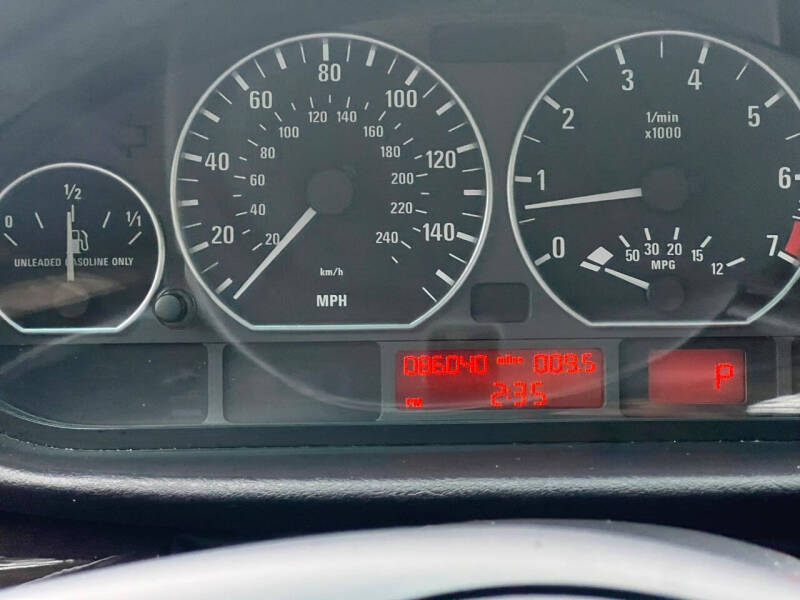 0 1/2 1/1
UNLEADED GASOLINE ONLY
20 40 60 80 100 120 140
20 40 60 80 100 120 140 160 180 200 220 240
km/h
MPH
0 1 2 3 4 5 6 7
1/min
x1000
50 30 20 15 12
MPG
086040 miles 009.5
PM 2:35
P